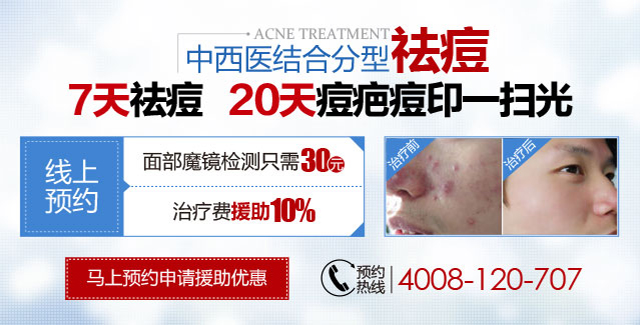 · ACNE TREATMENT
中西医结合分型祛痘
7天祛痘 20天痘疤痘印一扫光
线上
预约
面部魔镜检测只需30元
治疗费援助10%
治疗前
治疗后
马上预约申请援助优惠
预约
热线
4008-120-707